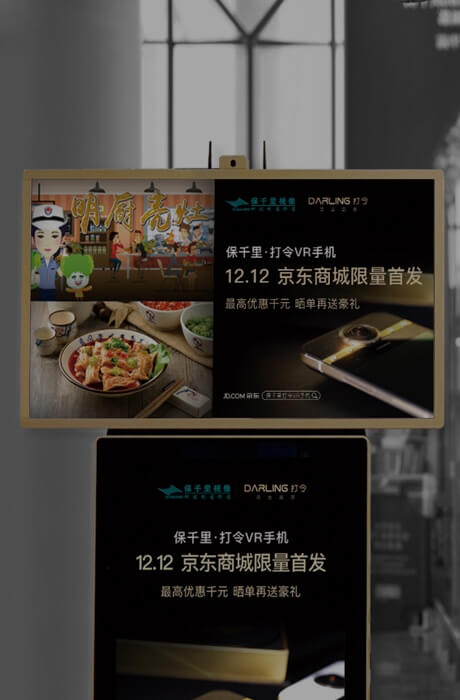 明厨亮灶
保千里視像
DARLING 打令
保千里·打令VR手机
12.12 京东商城限量首发
最高优惠千元 晒单再送豪礼
JD.COM 京东 保千里打令VR手机
保千里視像
DARLING 打令
保千里·打令VR手机
12.12 京东商城限量首发
最高优惠千元 晒单再送豪礼